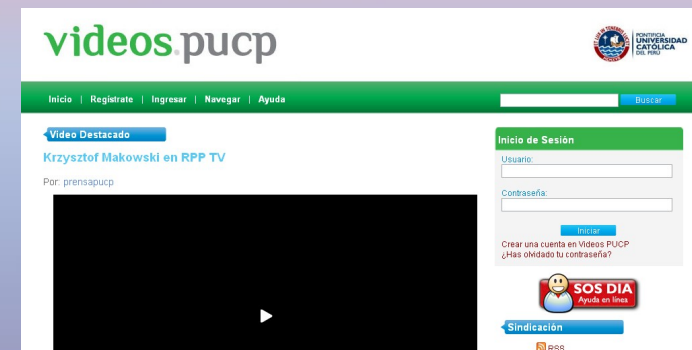 videos.pucp
PONTIFICIA
UNIVERSIDAD
CATÓLICA
DEL PERÚ
Inicio | Regístrate | Ingresar | Navegar | Ayuda
Buscar
Video Destacado
Krzysztof Makowski en RPP TV
Por: prensapucp
Inicio de Sesión
Usuario:
Contraseña:
Iniciar
Crear una cuenta en Videos PUCP
¿Has olvidado tu contraseña?
SOS DIA
Ayuda en línea
Sindicación
RSS